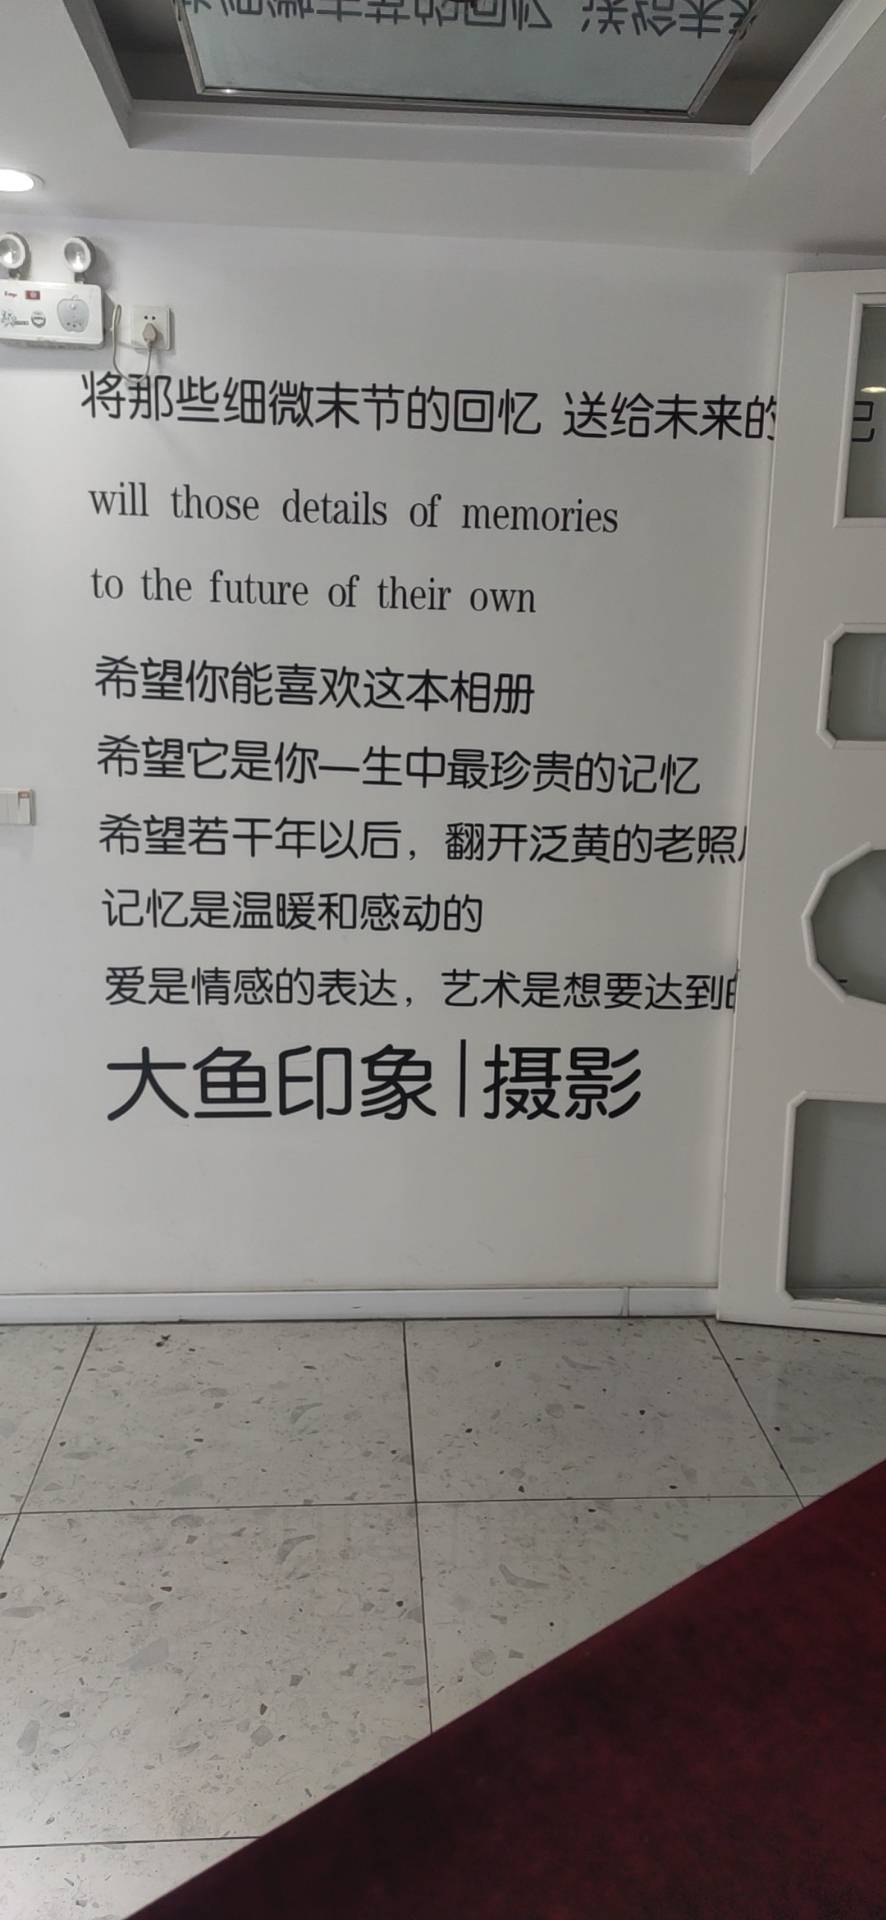 将那些细微末节的回忆 送给未来的
will those details of memories
to the future of their own
希望你能喜欢这本相册
希望它是你一生中最珍贵的记忆
希望若干年以后，翻开泛黄的老照
记忆是温暖和感动的
爱是情感的表达，艺术是想要达到
大鱼印象|摄影